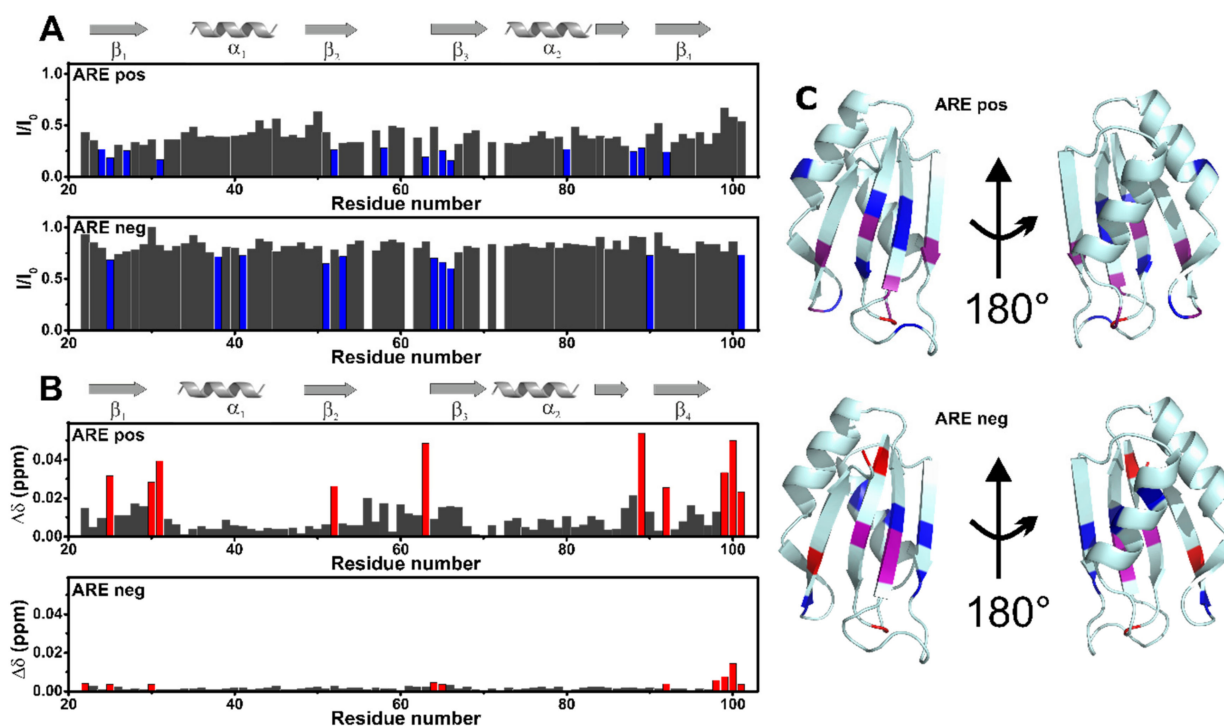 A
β1 α1 β2 β3 α2 β4
ARE pos
I/I0
1.0
0.5
0.0
20 40 60 80 100
Residue number
ARE neg
I/I0
1.0
0.5
0.0
20 40 60 80 100
Residue number
B
β1 α1 β2 β3 α2 β4
ARE pos
Δδ (ppm)
0.04
0.02
0.00
20 40 60 80 100
Residue number
ARE neg
Δδ (ppm)
0.04
0.02
0.00
20 40 60 80 100
Residue number
C
ARE pos
180°
ARE neg
180°